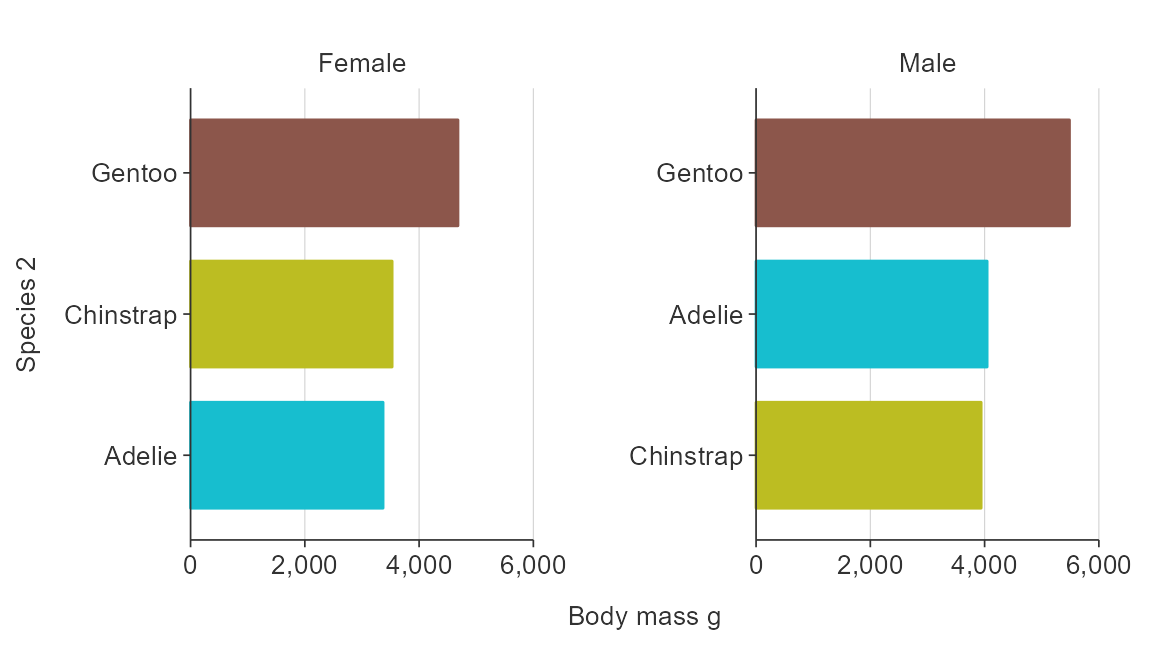 Female
Male
Species 2
Gentoo
Chinstrap
Adelie
0 2,000 4,000 6,000
Gentoo
Adelie
Chinstrap
0 2,000 4,000 6,000
Body mass g